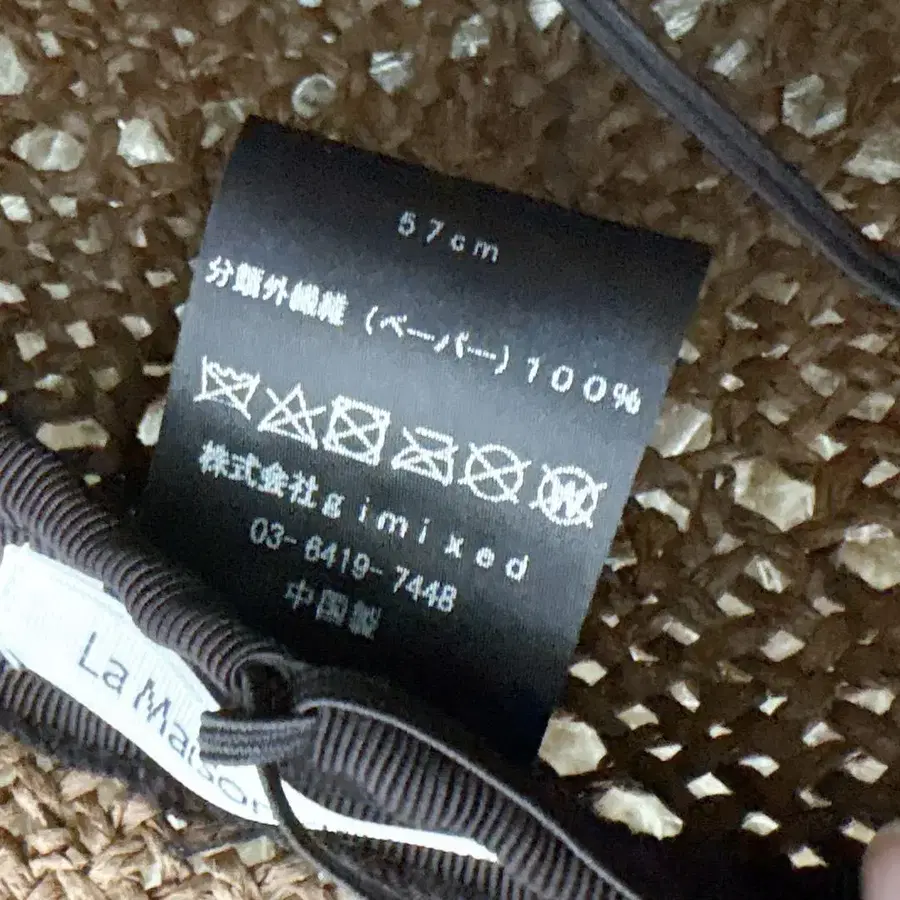 57cm
分類外繊維 (ペーパー) 100%
株式会社gimixed
03-6419-7448
中国製
La Maison